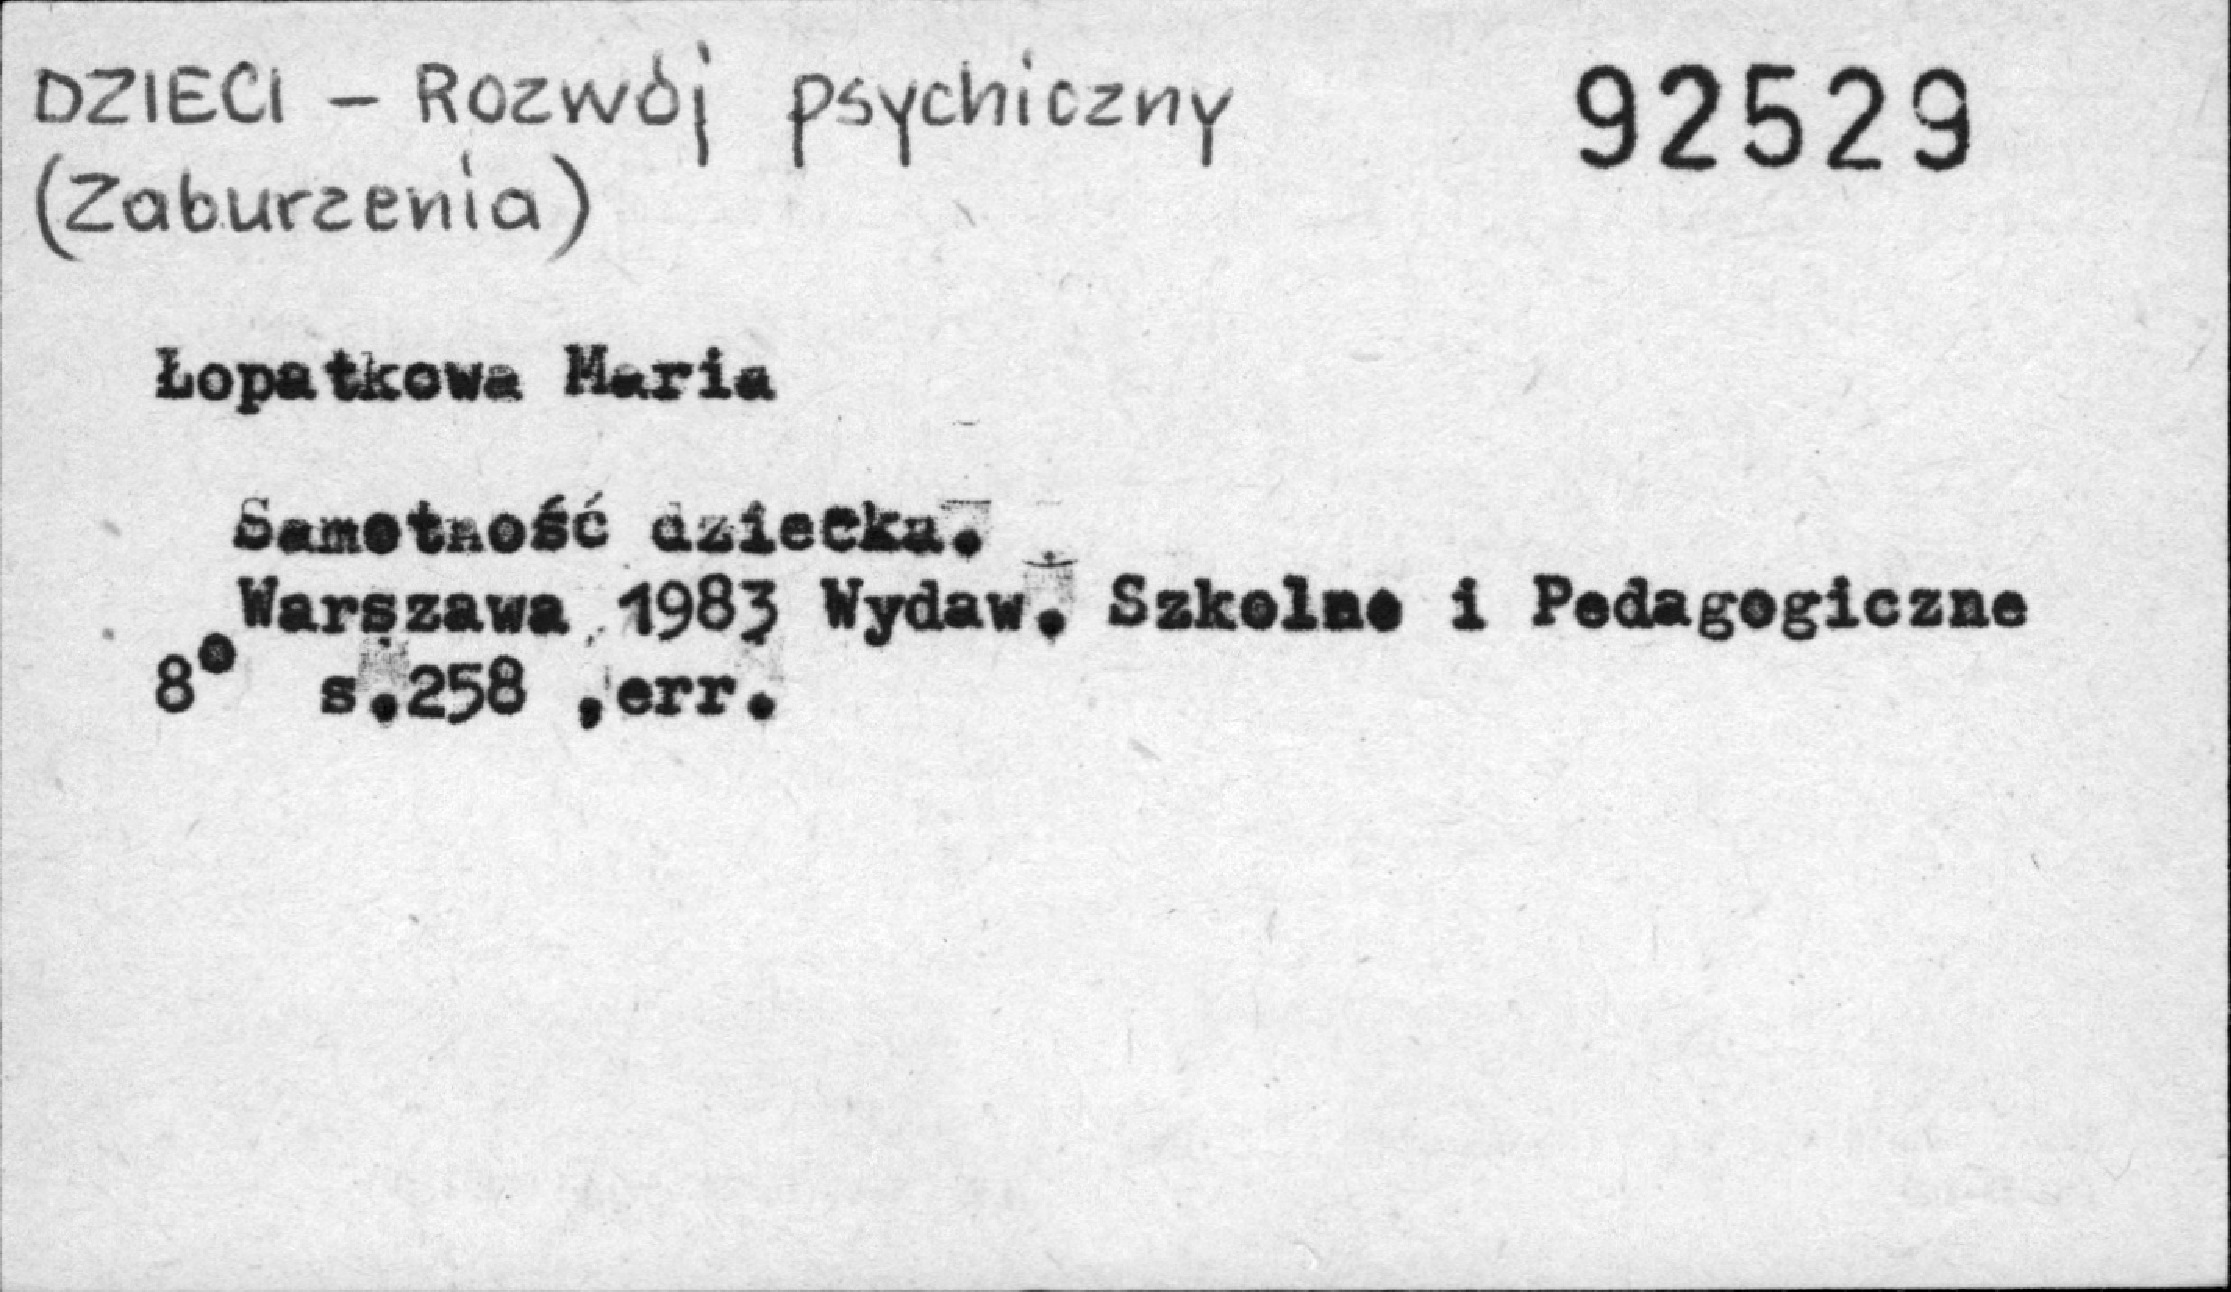 DZIECI - Rozwój psychiczny 92529
(Zaburzenia)
Łopatkowa Maria
Samotność dziecka.
Warszawa 1983 Wydaw. Szkolne i Pedagogiczne
8° s.258 ,err.